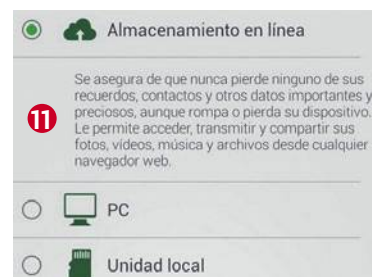 Almacenamiento en línea
Se asegura de que nunca pierde ninguno de sus
recuerdos, contactos y otros datos importantes y
preciosos, aunque rompa o pierda su dispositivo.
11
Le permite acceder, transmitir y compartir sus
fotos, vídeos, música y archivos desde cualquier
navegador web.
PC
Unidad local